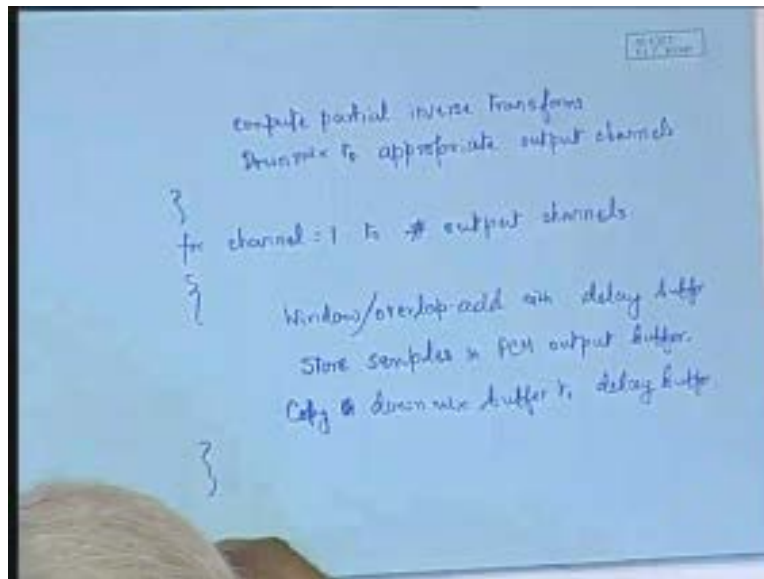 compute partial inverse transforms
Downmix to appropriate output channels
}
for channel = 1 to # output channels
{
Window/overlap-add with delay buffer
Store samples in PCM output buffer.
Copy downmix buffer to delay buffer
}